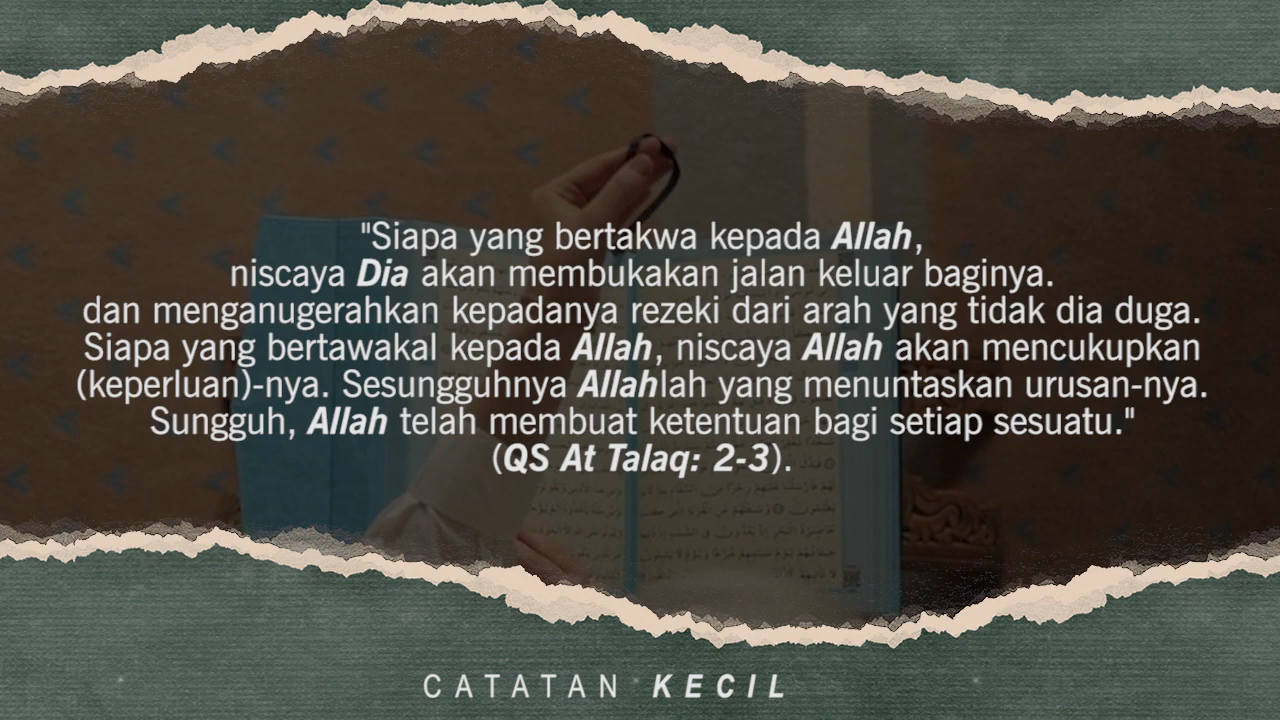 "Siapa yang bertakwa kepada Allah,
niscaya Dia akan membukakan jalan keluar baginya.
dan menganugerahkan kepadanya rezeki dari arah yang tidak dia duga.
Siapa yang bertawakal kepada Allah, niscaya Allah akan mencukupkan
(keperluan)-nya. Sesungguhnya Allahlah yang menuntaskan urusan-nya.
Sungguh, Allah telah membuat ketentuan bagi setiap sesuatu."
(QS At Talaq: 2-3).
CATATAN KECIL